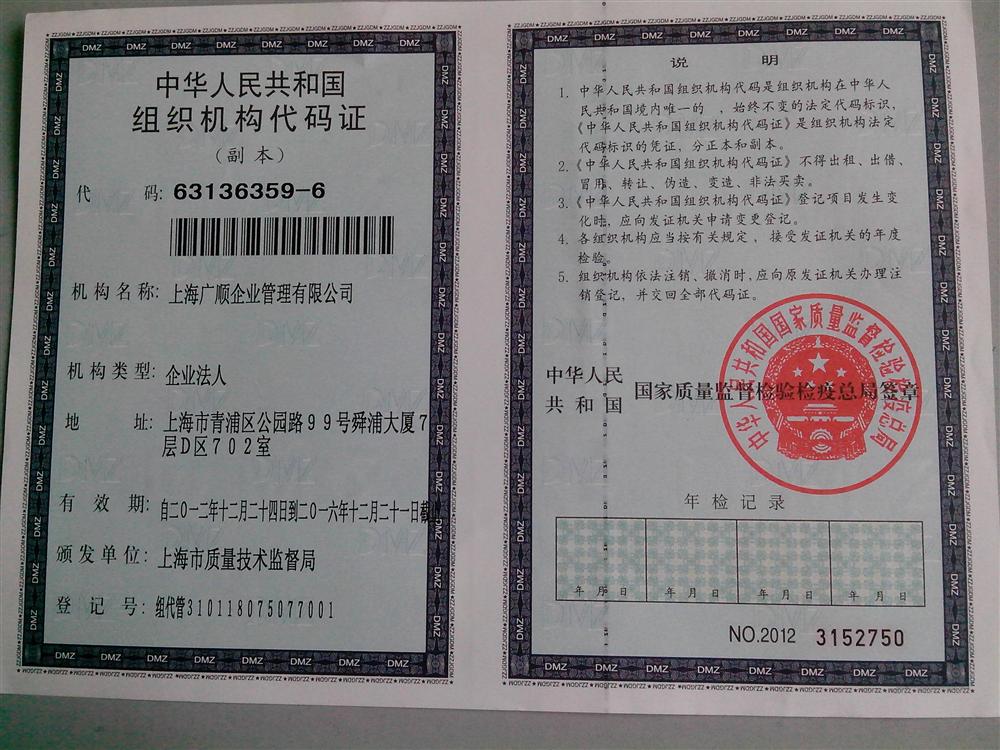 中华人民共和国
组织机构代码证
（副本）
代 码: 63136359-6
机构名称: 上海广顺企业管理有限公司
机构类型: 企业法人
地 址: 上海市青浦区公园路99号舜浦大厦7
层D区702室
有 效 期: 自二0一二年十二月二十四日到二0一六年十二月二十一日截
颁发单位: 上海市质量技术监督局
登 记 号: 组代管310118075077001
说 明
1. 中华人民共和国组织机构代码是组织机构在中华人
民共和国境内唯一的 、始终不变的法定代码标识,
《中华人民共和国组织机构代码证》是组织机构法定
代码标识的凭证，分正本和副本。
2.《中华人民共和国组织机构代码证》不得出租、出借、
冒用、转让、伪造、变造、非法买卖。
3.《中华人民共和国组织机构代码证》登记项目发生变
化时,应向发证机关申请变更登记。
4. 各组织机构应当按有关规定，接受发证机关的年度
检验。
5. 组织机构依法注销、撤消时,应向原发证机关办理注
销登记，并交回全部代码证。
中华人民
共 和 国
国家质量监督检验检疫总局签章
中华人民共和国国家质量监督检验检疫总局
年检记录
年 月 日 年 月 日 年 月 日 年 月 日
NO.2012 3152750